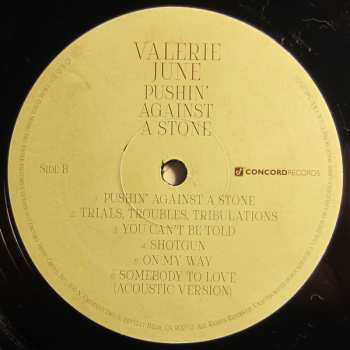 VALERIE
JUNE
PUSHIN'
AGAINST
A STONE
SIDE B
CONCORD RECORDS
1. PUSHIN' AGAINST A STONE
2. TRIALS, TROUBLES, TRIBULATIONS
3. YOU CAN'T BE TOLD
4. SHOTGUN
5. ON MY WAY
6. SOMEBODY TO LOVE
(ACOUSTIC VERSION)